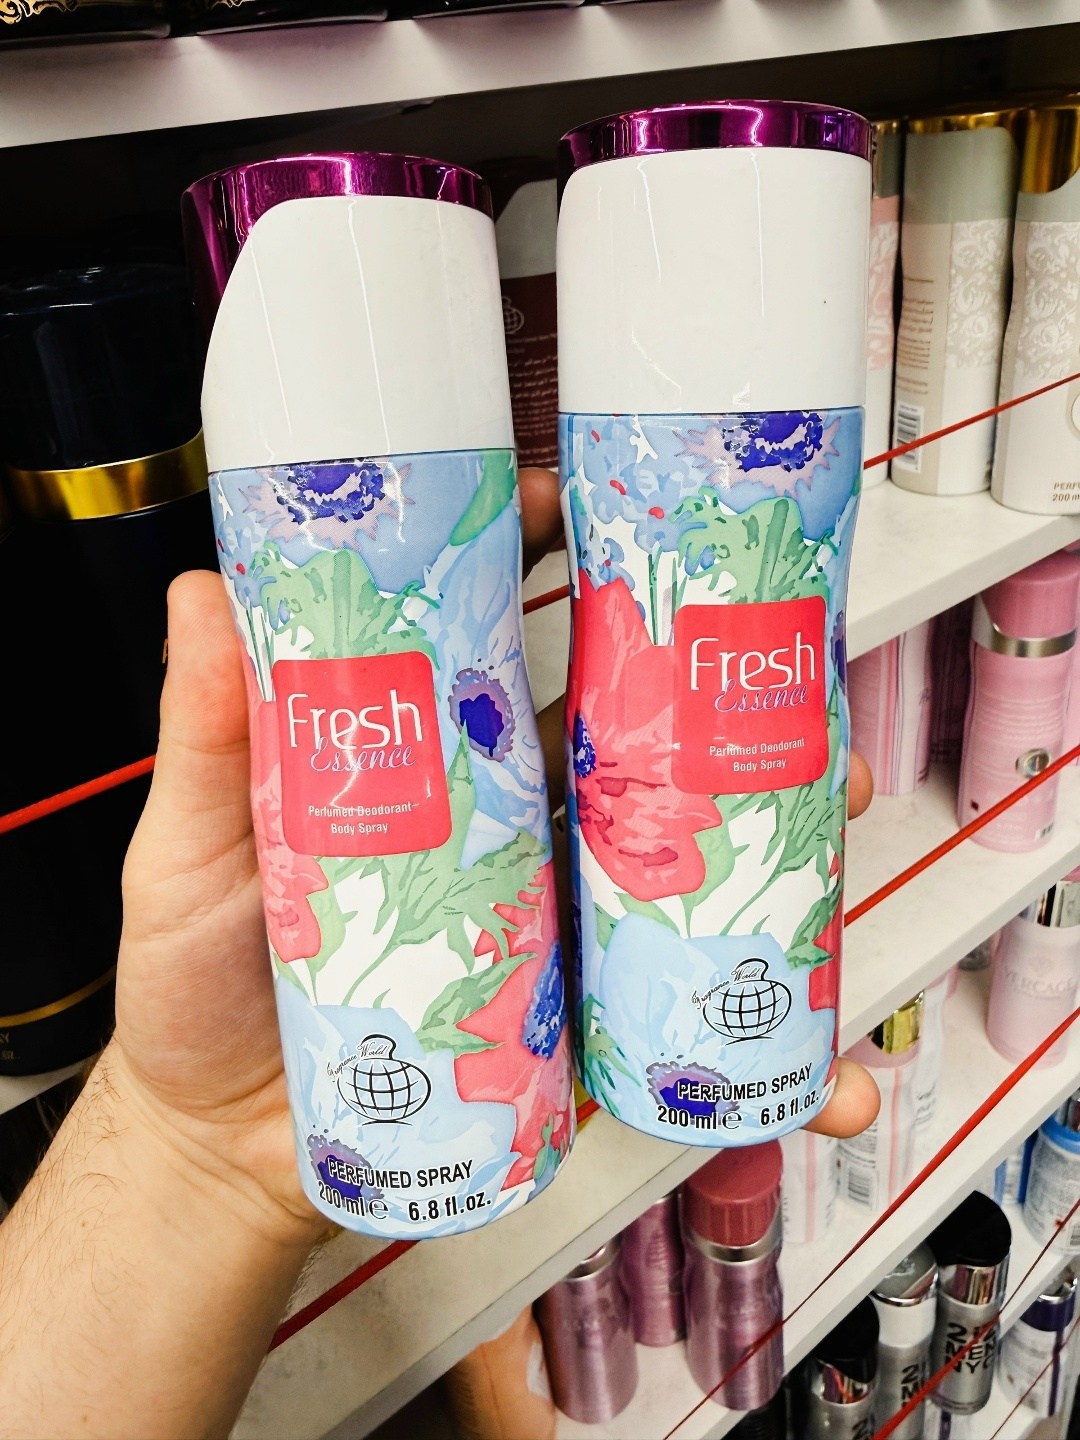 Fresh
Essence
Perfumed Deodorant
Body Spray
Fragrance World
PERFUMED SPRAY
200 ml e 6.8 fl.oz.
Fresh
Essence
Perfumed Deodorant
Body Spray
Fragrance World
PERFUMED SPRAY
200 ml e 6.8 fl.oz.